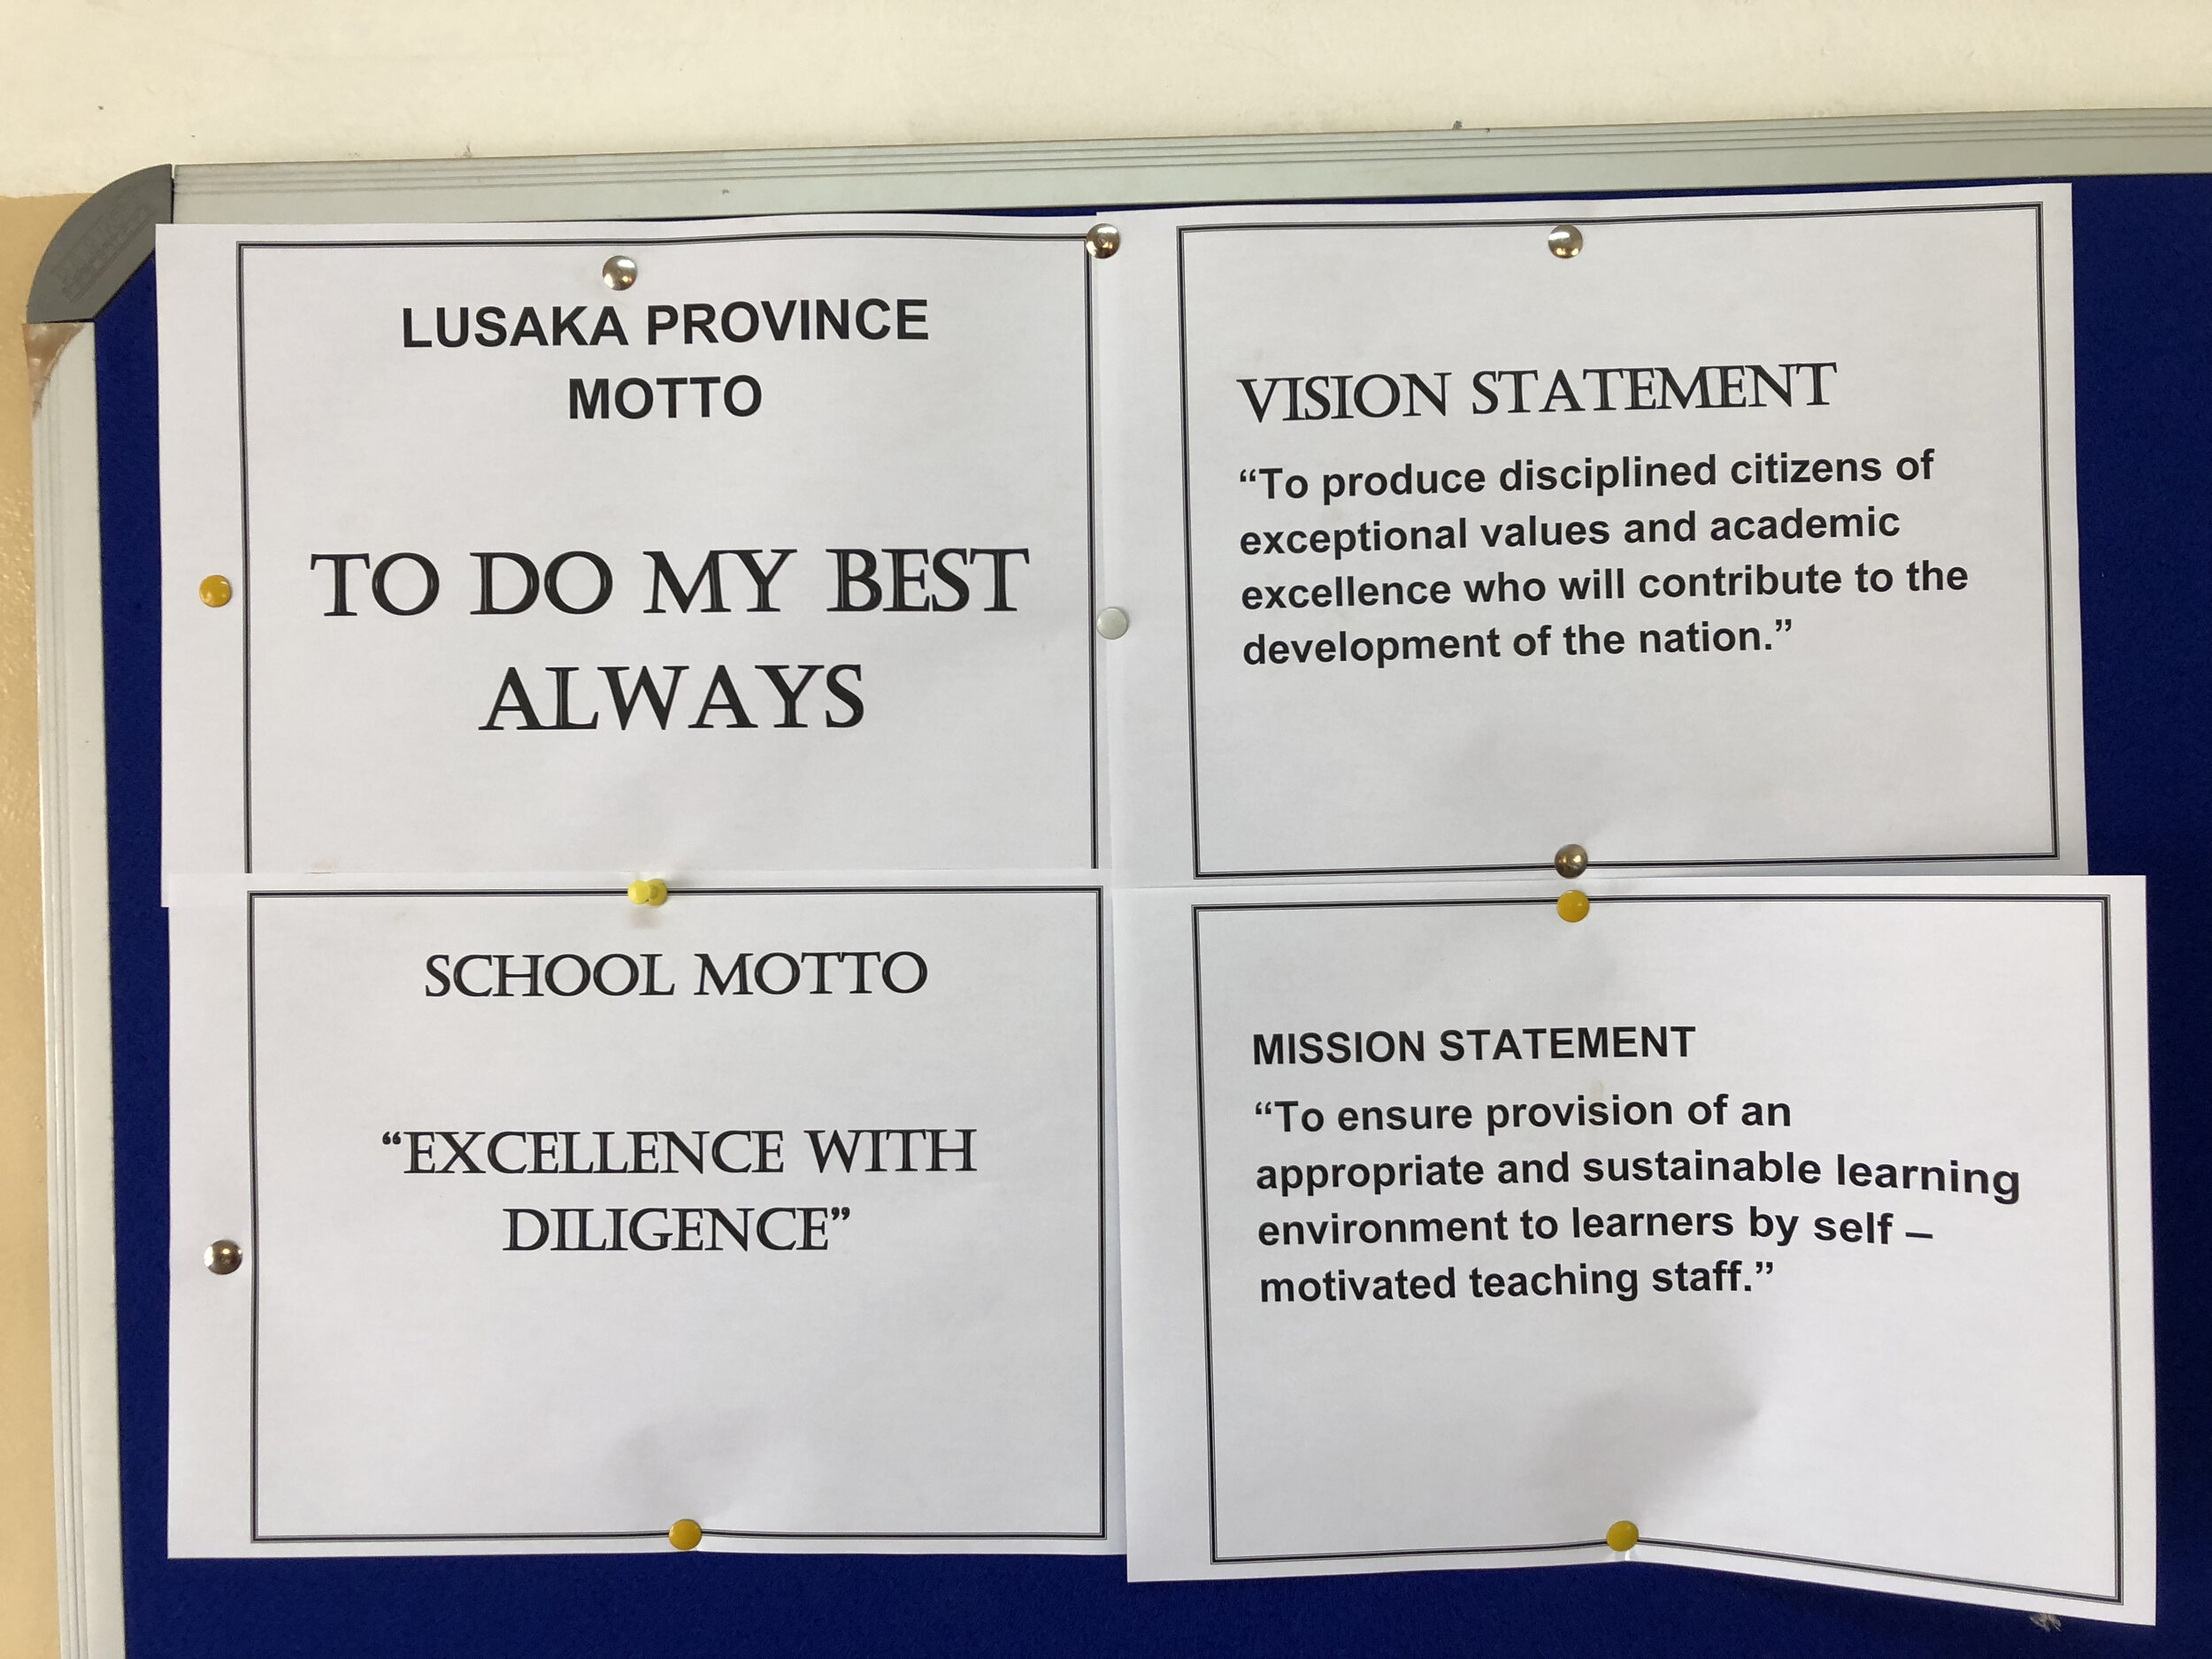 LUSAKA PROVINCE
MOTTO
TO DO MY BEST
ALWAYS
VISION STATEMENT
“To produce disciplined citizens of
exceptional values and academic
excellence who will contribute to the
development of the nation.”
SCHOOL MOTTO
“EXCELLENCE WITH
DILIGENCE”
MISSION STATEMENT
“To ensure provision of an
appropriate and sustainable learning
environment to learners by self –
motivated teaching staff.”